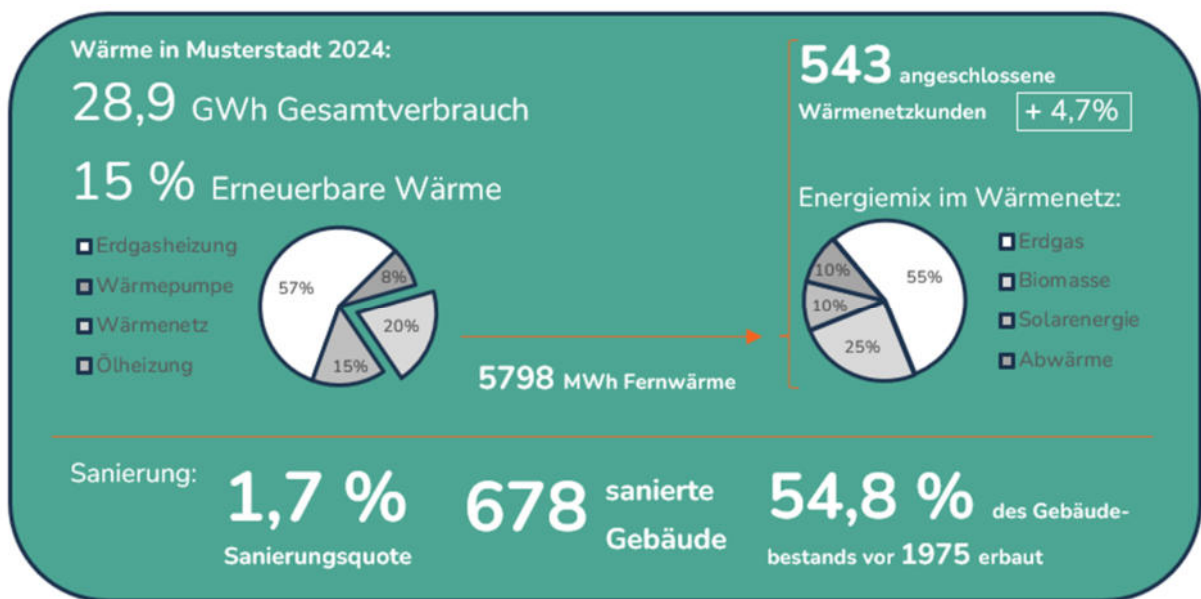 Wärme in Musterstadt 2024:
28,9 GWh Gesamtverbrauch
15 % Erneuerbare Wärme
Erdgasheizung
Wärmepumpe
Wärmenetz
Ölheizung
57%
8%
20%
15%
5798 MWh Fernwärme
543 angeschlossene
Wärmenetzkunden + 4,7%
Energiemix im Wärmenetz:
10%
55%
10%
25%
Erdgas
Biomasse
Solarenergie
Abwärme
Sanierung:
1,7 %
Sanierungsquote
678 sanierte
Gebäude
54,8 % des Gebäude-
bestands vor 1975 erbaut